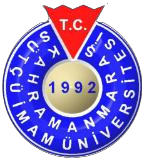 T.C.
KAHRAMANMARAŞ
SÜTÇÜ İMAM ÜNİVERSİTESİ
1992